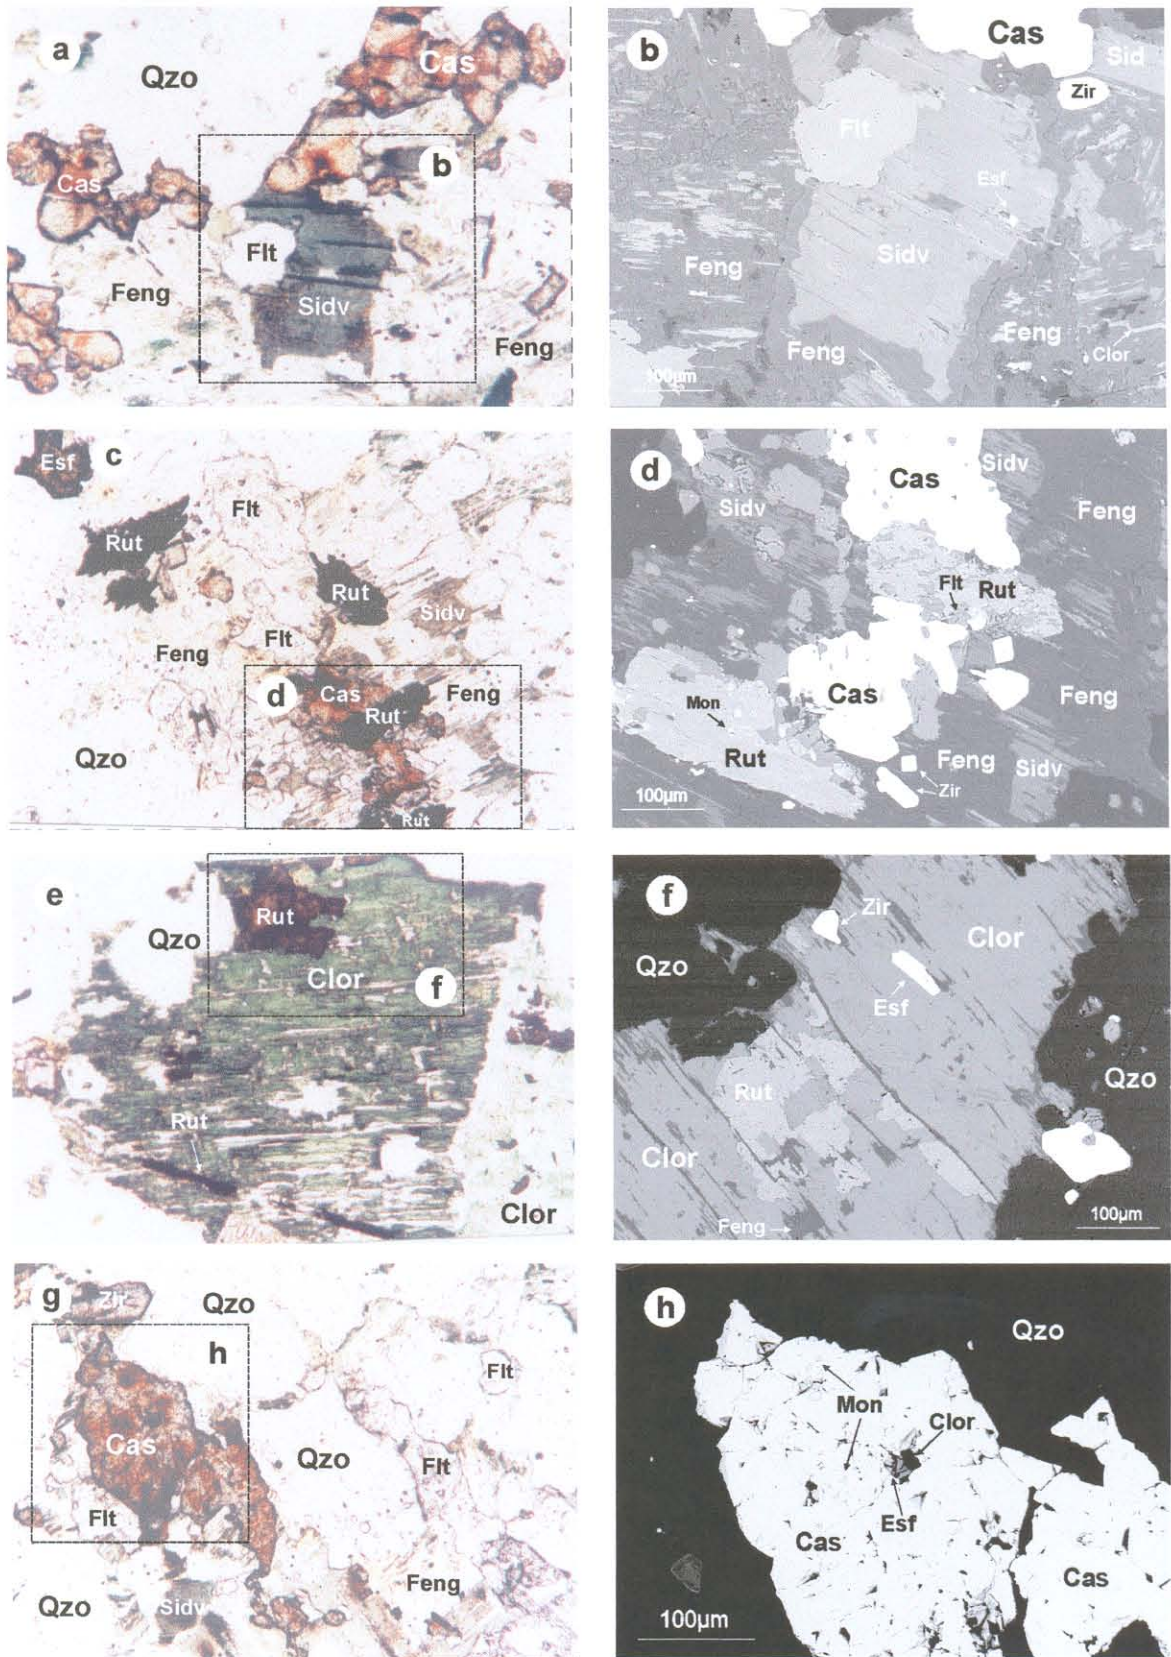 a
Qzo
Cas
b
Cas
Flt
Feng
Sidv
Feng
b
Cas
Sid
Zir
Flt
Esf
Sidv
Feng
Feng
Feng
Clor
100µm
Esf
c
Flt
Rut
Rut
Sidv
Flt
Feng
d
Cas
Feng
Rut
Qzo
Rut
d
Cas
Sidv
Sidv
Feng
Flt
Rut
Cas
Mon
Feng
Rut
Feng
Sidv
Zir
100µm
e
Rut
Qzo
Clor
f
Rut
Clor
f
Zir
Clor
Qzo
Esf
Qzo
Rut
Clor
Feng
100µm
g
Zir
Qzo
h
Flt
Cas
Qzo
Flt
Flt
Feng
Qzo
Sidv
h
Qzo
Mon
Clor
Esf
Cas
Cas
100µm